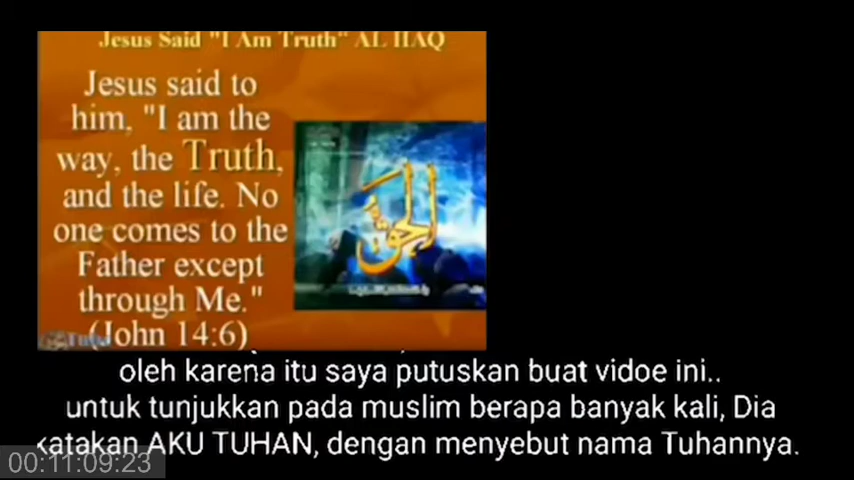 Jesus Said "I Am Truth" AL HAQ
Jesus said to
him, "I am the
way, the Truth,
and the life. No
one comes to the
Father except
through Me."
(John 14:6)
الحق
oleh karena itu saya putuskan buat vidoe ini..
untuk tunjukkan pada muslim berapa banyak kali, Dia
katakan AKU TUHAN, dengan menyebut nama Tuhannya.
00:11:09:23